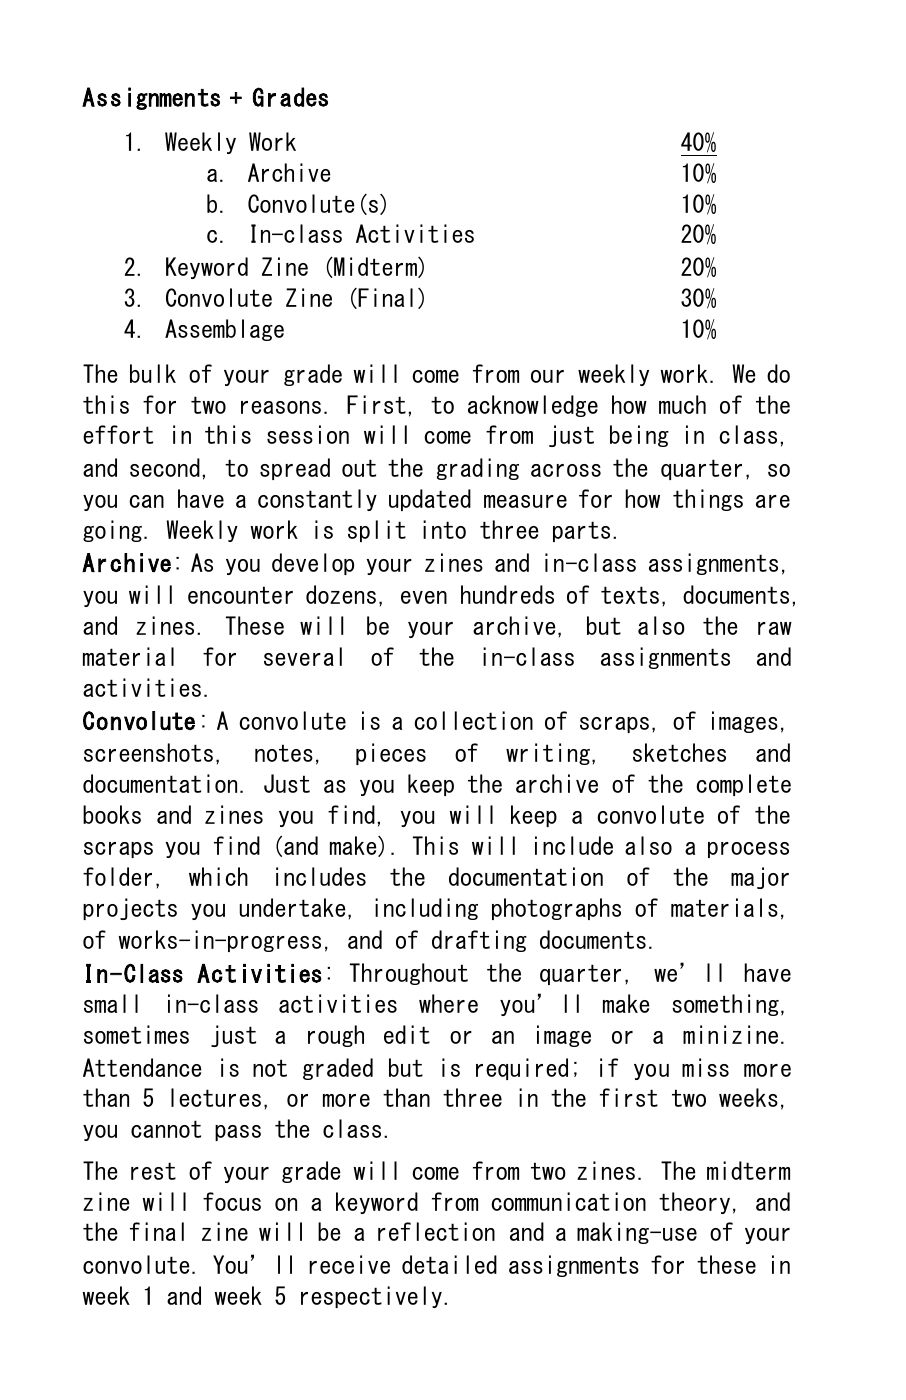 Assignments + Grades
1. Weekly Work 40%
a. Archive 10%
b. Convolute(s) 10%
c. In-class Activities 20%
2. Keyword Zine (Midterm) 20%
3. Convolute Zine (Final) 30%
4. Assemblage 10%
The bulk of your grade will come from our weekly work. We do
this for two reasons. First, to acknowledge how much of the
effort in this session will come from just being in class,
and second, to spread out the grading across the quarter, so
you can have a constantly updated measure for how things are
going. Weekly work is split into three parts.
Archive: As you develop your zines and in-class assignments,
you will encounter dozens, even hundreds of texts, documents,
and zines. These will be your archive, but also the raw
material for several of the in-class assignments and
activities.
Convolute: A convolute is a collection of scraps, of images,
screenshots, notes, pieces of writing, sketches and
documentation. Just as you keep the archive of the complete
books and zines you find, you will keep a convolute of the
scraps you find (and make). This will include also a process
folder, which includes the documentation of the major
projects you undertake, including photographs of materials,
of works-in-progress, and of drafting documents.
In-Class Activities: Throughout the quarter, we’ll have
small in-class activities where you’ll make something,
sometimes just a rough edit or an image or a minizine.
Attendance is not graded but is required; if you miss more
than 5 lectures, or more than three in the first two weeks,
you cannot pass the class.
The rest of your grade will come from two zines. The midterm
zine will focus on a keyword from communication theory, and
the final zine will be a reflection and a making-use of your
convolute. You’ll receive detailed assignments for these in
week 1 and week 5 respectively.